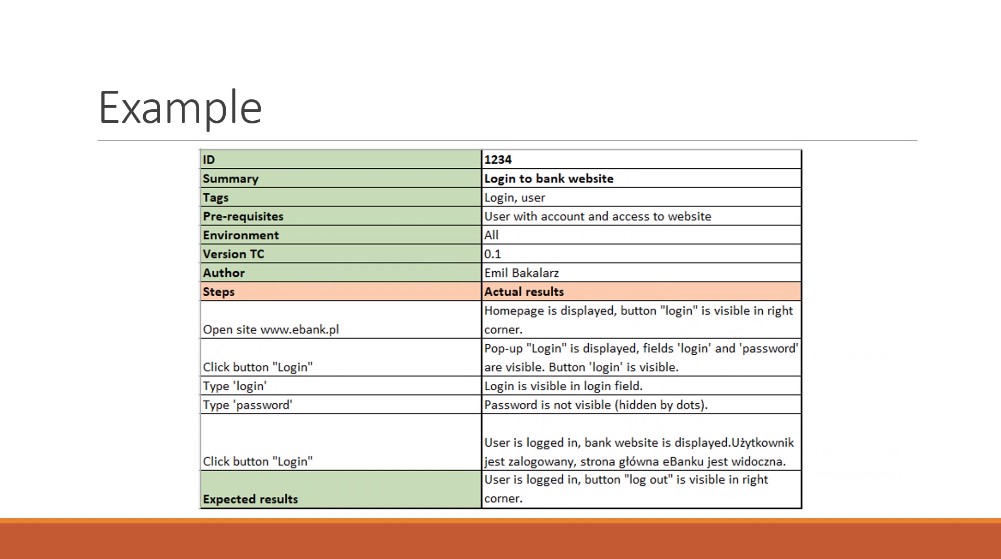 Example
ID 1234
Summary Login to bank website
Tags Login, user
Pre-requisites User with account and access to website
Environment All
Version TC 0.1
Author Emil Bakalarz
Steps Actual results
Homepage is displayed, button "login" is visible in right
Open site www.ebank.pl corner.
Pop-up "Login" is displayed, fields 'login' and 'password'
Click button "Login" are visible. Button 'login' is visible.
Type 'login' Login is visible in login field.
Type 'password' Password is not visible (hidden by dots).
User is logged in, bank website is displayed.Użytkownik
Click button "Login" jest zalogowany, strona główna eBanku jest widoczna.
User is logged in, button "log out" is visible in right
Expected results corner.